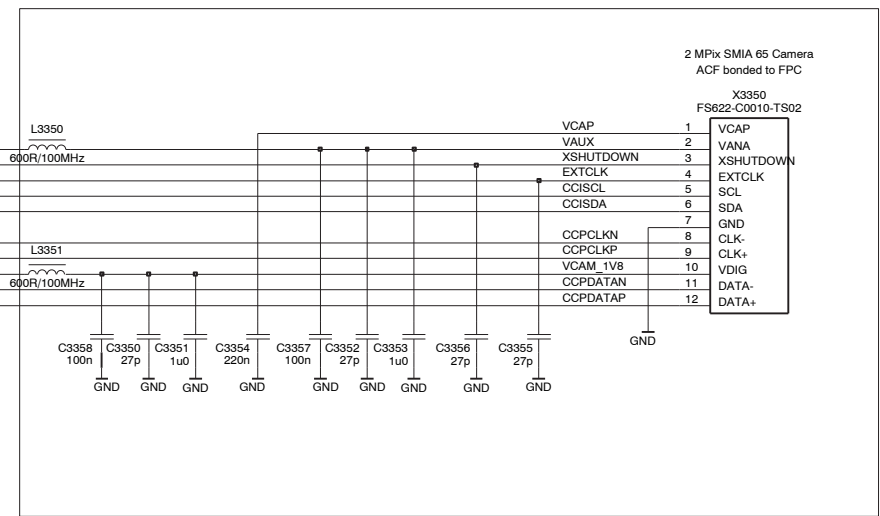 2 MPix SMIA 65 Camera
ACF bonded to FPC
X3350
FS622-C0010-TS02
L3350
600R/100MHz
VCAP 1 VCAP
VAUX 2 VANA
XSHUTDOWN 3 XSHUTDOWN
EXTCLK 4 EXTCLK
CCISCL 5 SCL
CCISDA 6 SDA
7 GND
CCPCLKN 8 CLK-
CCPCLKP 9 CLK+
L3351
600R/100MHz
VCAM_1V8 10 VDIG
CCPDATAN 11 DATA-
CCPDATAP 12 DATA+
GND
C3358 C3350 C3351 C3354 C3357 C3352 C3353 C3356 C3355
100n 27p 1u0 220n 100n 27p 1u0 27p 27p
GND GND GND GND GND GND GND GND GND